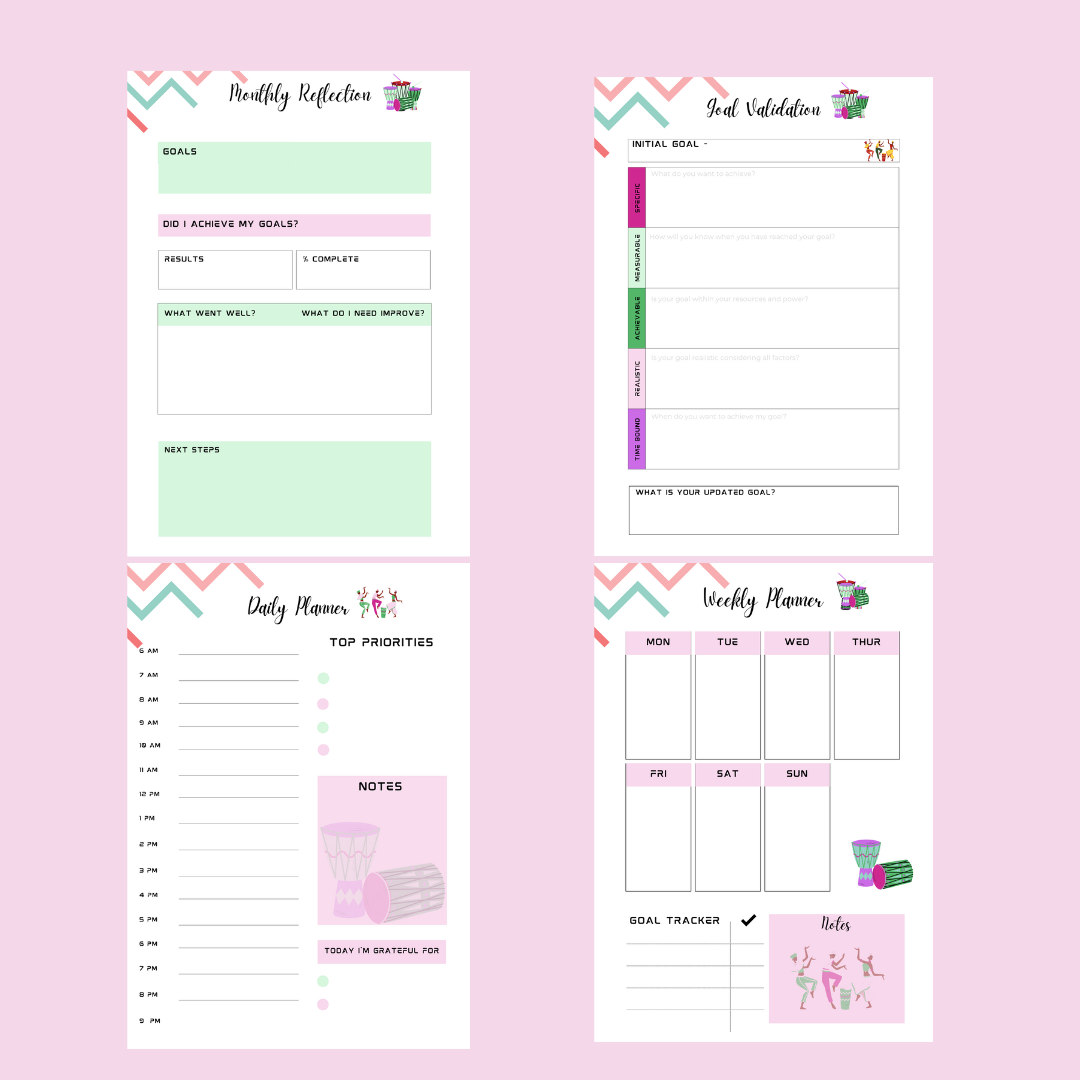 Monthly Reflection
GOALS
DID I ACHIEVE MY GOALS?
RESULTS
% COMPLETE
WHAT WENT WELL?
WHAT DO I NEED IMPROVE?
NEXT STEPS
Goal Validation
INITIAL GOAL -
SPECIFIC
What do you want to achieve?
MEASURABLE
How will you know when you have reached your goal?
ACHIEVABLE
Is your goal within your resources and power?
REALISTIC
Is your goal realistic considering all factors?
TIME BOUND
When do you want to achieve my goal?
WHAT IS YOUR UPDATED GOAL?
Daily Planner
6 AM
7 AM
8 AM
9 AM
10 AM
11 AM
12 PM
1 PM
2 PM
3 PM
4 PM
5 PM
6 PM
7 PM
8 PM
9 PM
TOP PRIORITIES
NOTES
TODAY I'M GRATEFUL FOR
Weekly Planner
MON
TUE
WED
THUR
FRI
SAT
SUN
GOAL TRACKER
Notes